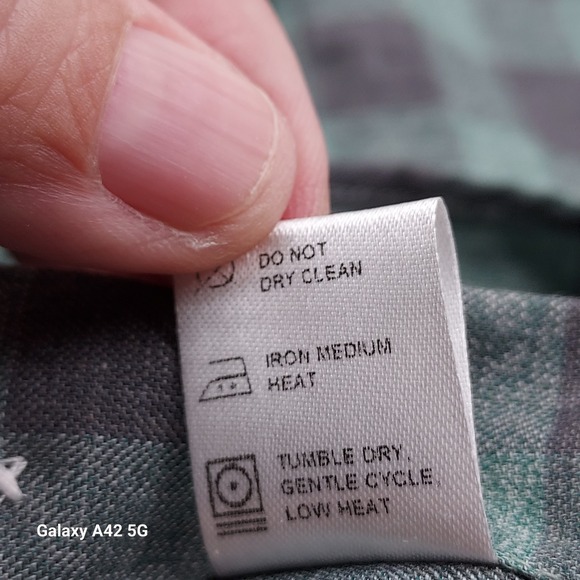 DO NOT
DRY CLEAN
IRON MEDIUM
HEAT
TUMBLE DRY,
GENTLE CYCLE,
LOW HEAT
Galaxy A42 5G